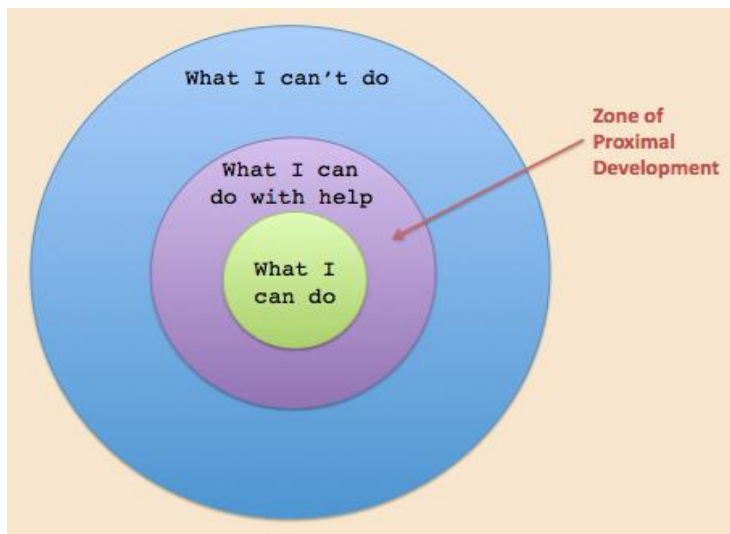 What I can't do
Zone of
Proximal
Development
What I can
do with help
What I
can do